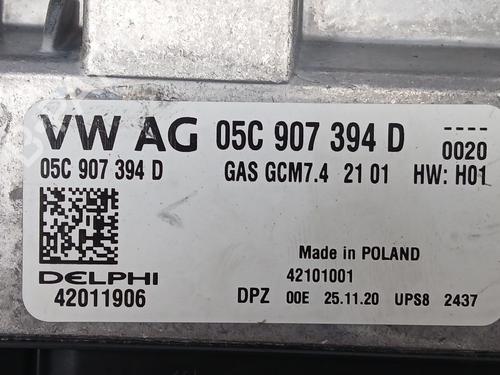 VW AG 05C 907 394 D ----
0020
05C 907 394 D GAS GCM7.4 21 01 HW: H01
Made in POLAND
DELPHI 42101001
42011906 DPZ 00E 25.11.20 UPS8 2437